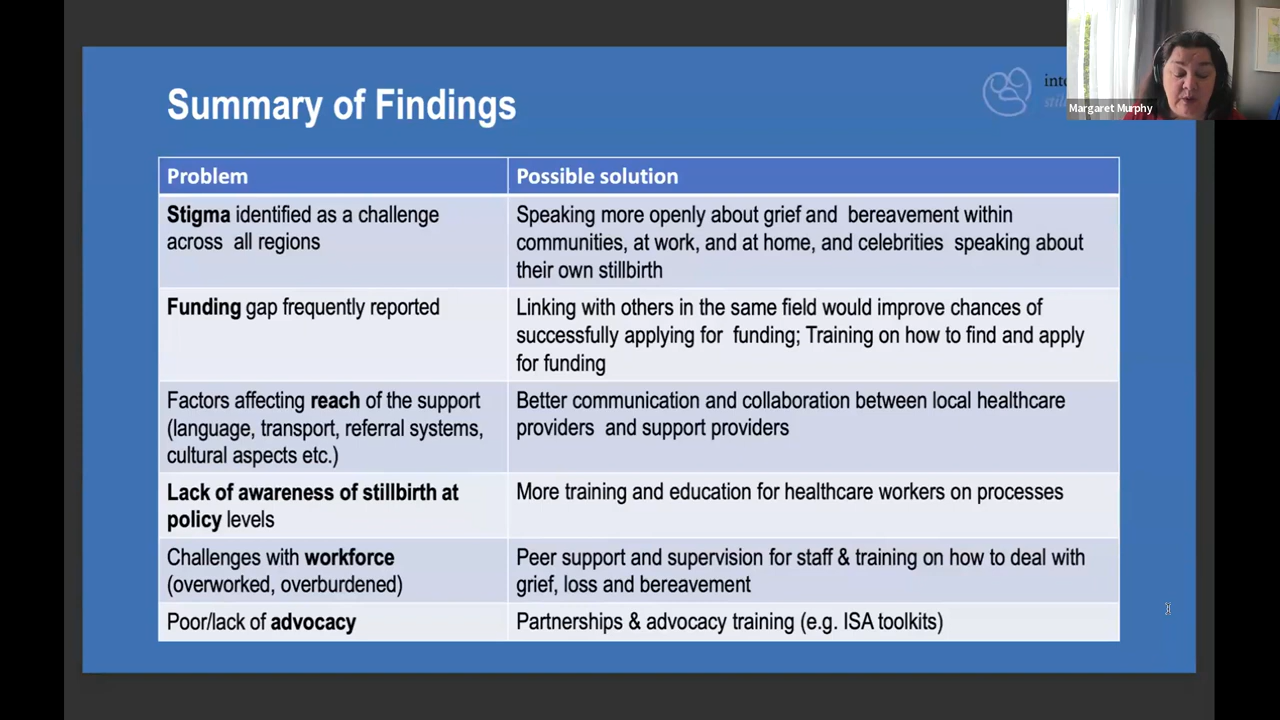 Summary of Findings
inte
Margaret Murphy
Problem
Possible solution
Stigma identified as a challenge
across all regions
Speaking more openly about grief and bereavement within
communities, at work, and at home, and celebrities speaking about
their own stillbirth
Funding gap frequently reported
Linking with others in the same field would improve chances of
successfully applying for funding; Training on how to find and apply
for funding
Factors affecting reach of the support
(language, transport, referral systems,
cultural aspects etc.)
Better communication and collaboration between local healthcare
providers and support providers
Lack of awareness of stillbirth at
policy levels
More training and education for healthcare workers on processes
Challenges with workforce
(overworked, overburdened)
Peer support and supervision for staff & training on how to deal with
grief, loss and bereavement
Poor/lack of advocacy
Partnerships & advocacy training (e.g. ISA toolkits)